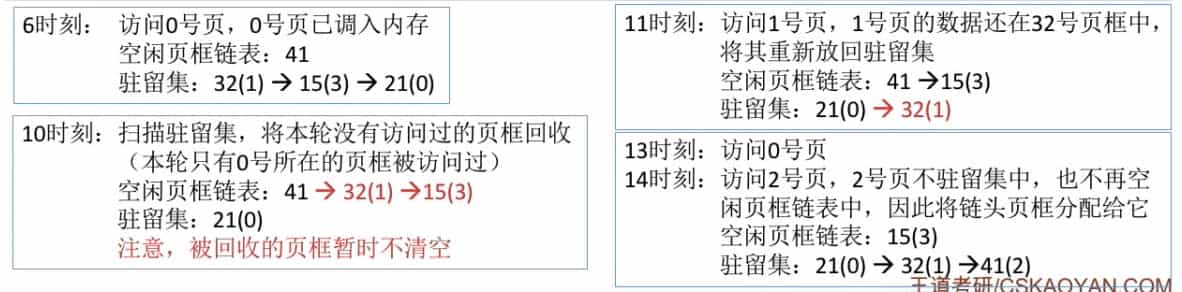 6时刻： 访问0号页，0号页已调入内存
空闲页框链表：41
驻留集：32(1) → 15(3) → 21(0)
10时刻：扫描驻留集，将本轮没有访问过的页框回收
（本轮只有0号所在的页框被访问过）
空闲页框链表：41 → 32(1) →15(3)
驻留集：21(0)
注意，被回收的页框暂时不清空
11时刻：访问1号页，1号页的数据还在32号页框中，
将其重新放回驻留集
空闲页框链表：41 →15(3)
驻留集：21(0) → 32(1)
13时刻：访问0号页
14时刻：访问2号页，2号页不驻留集中，也不再空
闲页框链表中，因此将链头页框分配给它
空闲页框链表：15(3)
驻留集：21(0) → 32(1) →41(2)
王道考研/CSKAOYAN.COM